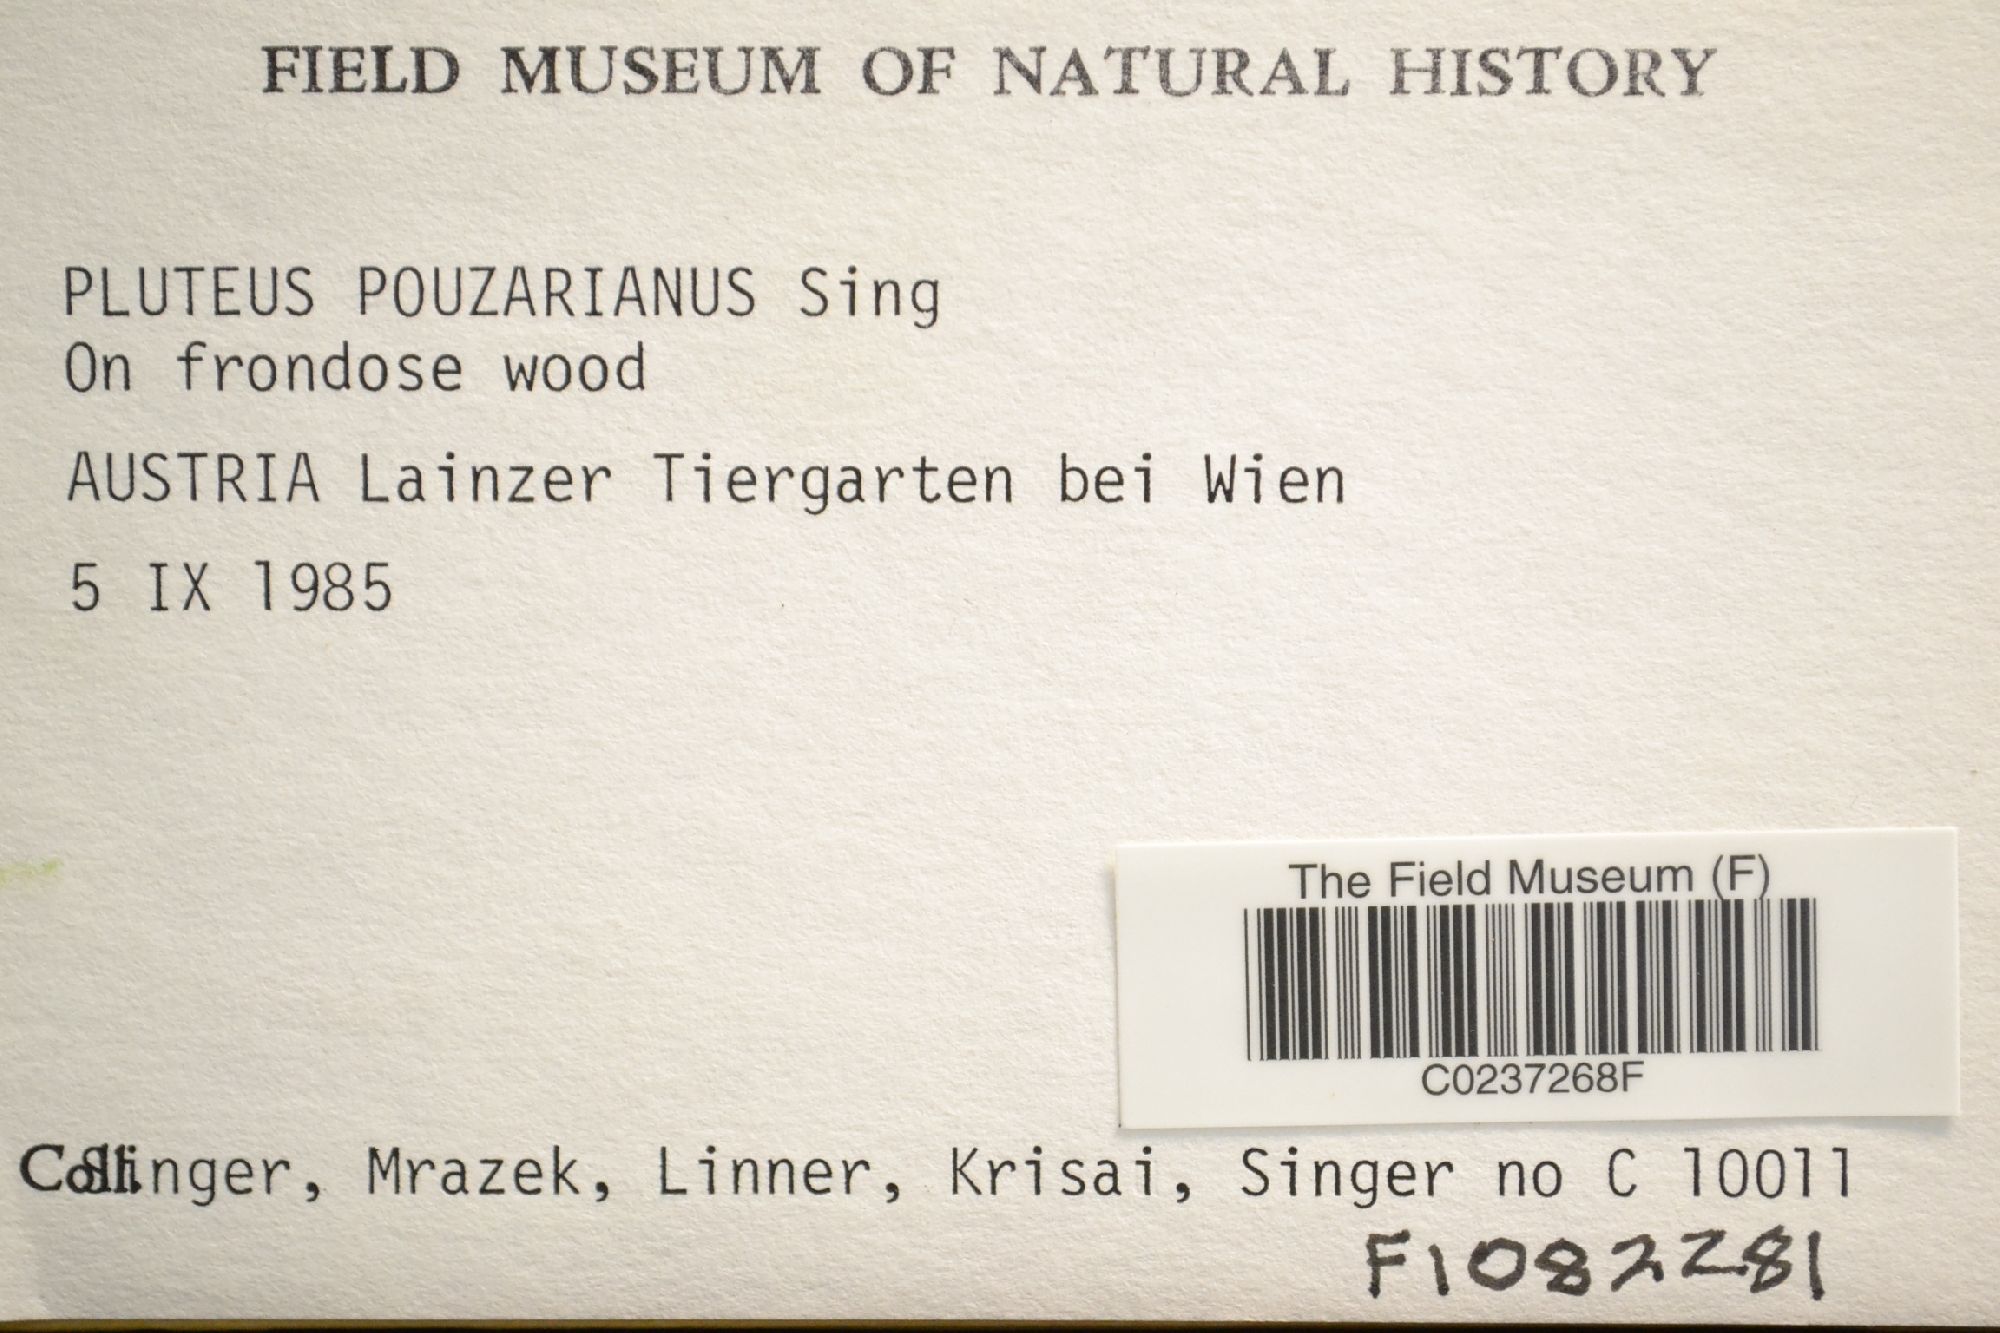 FIELD MUSEUM OF NATURAL HISTORY
PLUTEUS POUZARIANUS Sing
On frondose wood
AUSTRIA Lainzer Tiergarten bei Wien
5 IX 1985
The Field Museum (F)
C0237268F
Mrazek, Linner, Krisai, Singer no C 10011
F1082281